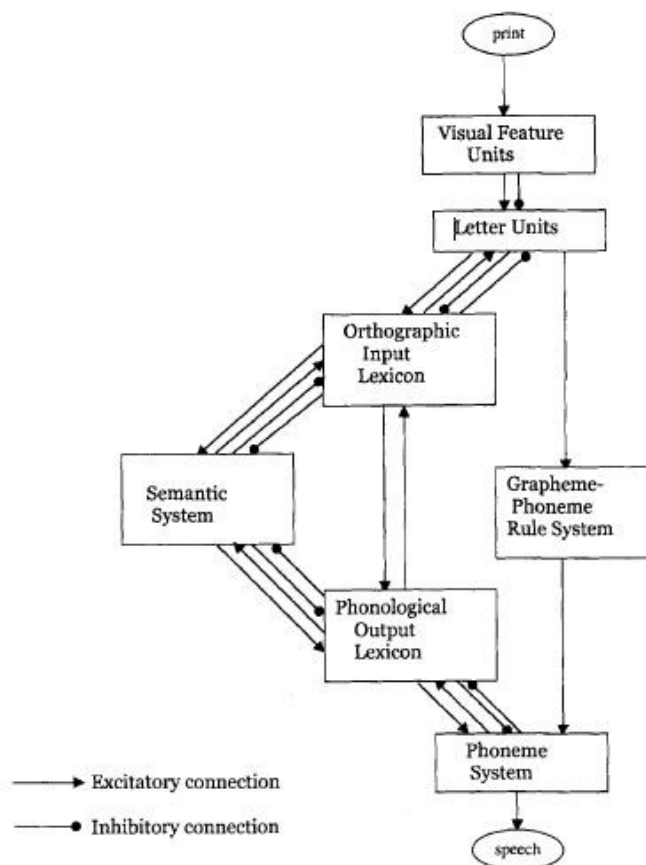 print
Visual Feature
Units
Letter Units
Orthographic
Input
Lexicon
Semantic
System
Grapheme-
Phoneme
Rule System
Phonological
Output
Lexicon
Phoneme
System
Excitatory connection
Inhibitory connection
speech